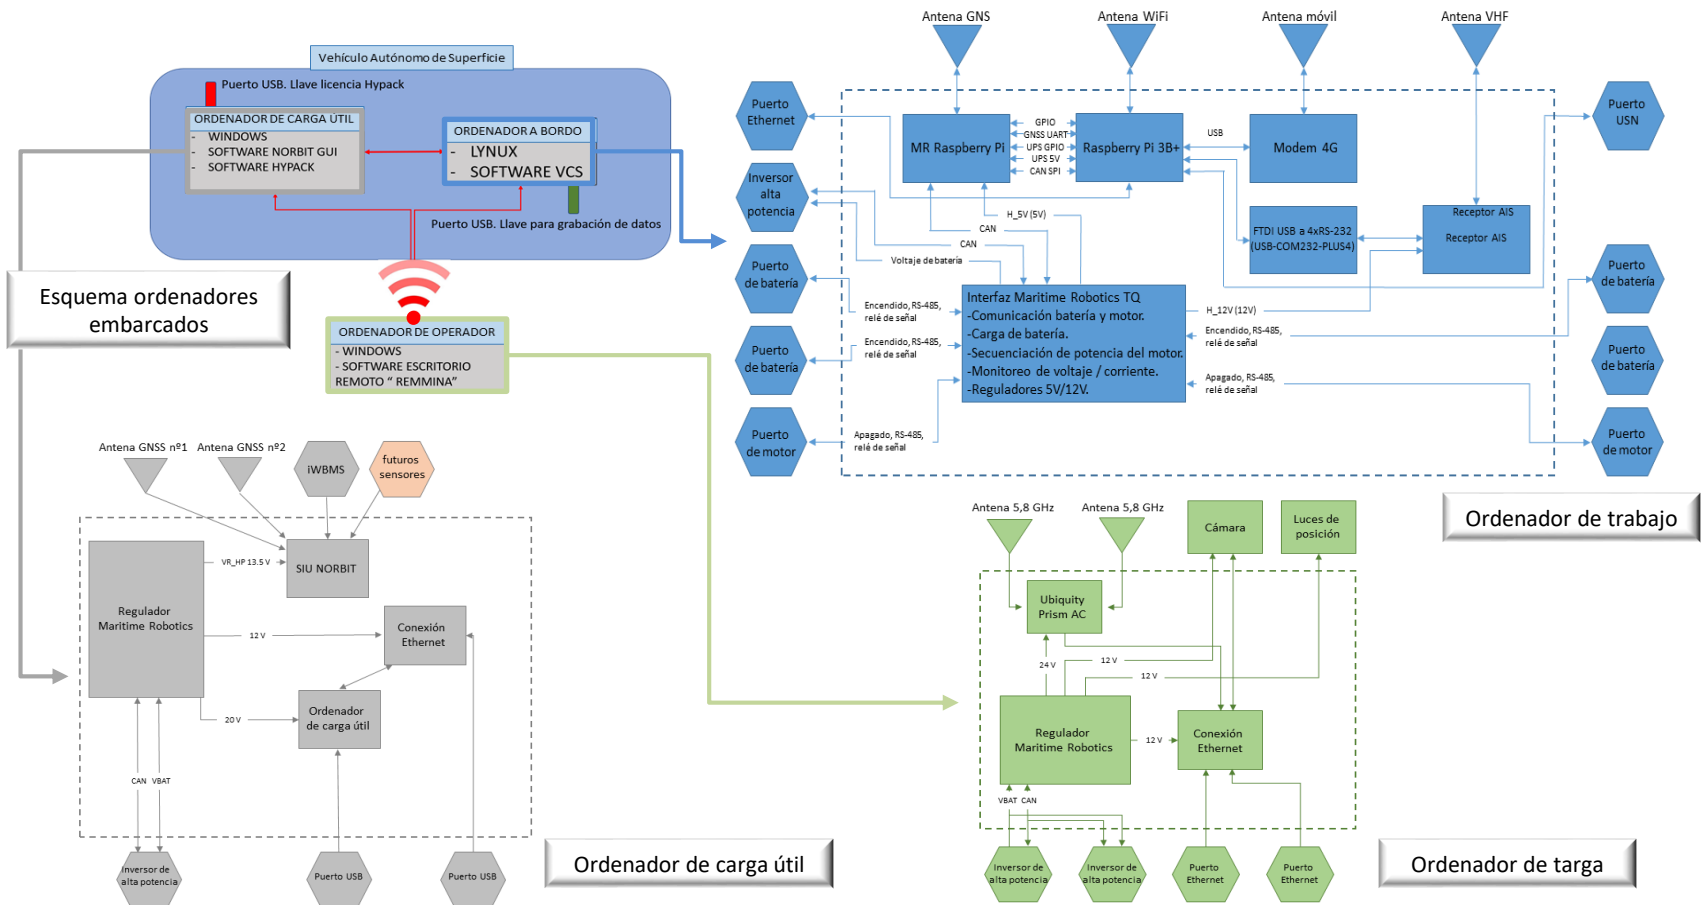 Vehículo Autónomo de Superficie
Puerto USB. Llave licencia Hypack
ORDENADOR DE CARGA ÚTIL
- WINDOWS
- SOFTWARE NORBIT GUI
- SOFTWARE HYPACK
ORDENADOR A BORDO
- LYNUX
- SOFTWARE VCS
Puerto USB. Llave para grabación de datos
Esquema ordenadores
embarcados
ORDENADOR DE OPERADOR
- WINDOWS
- SOFTWARE ESCRITORIO
REMOTO “ REMMINA”
Antena GNS
Antena WiFi
Antena móvil
Antena VHF
Puerto
Ethernet
Inversor
alta
potencia
Puerto
de batería
Puerto
de batería
Puerto
de motor
MR Raspberry Pi
GPIO
GNSS UART
UPS GPIO
UPS 5V
CAN SPI
Raspberry Pi 3B+
USB
Modem 4G
H_5V (5V)
CAN
CAN
Voltaje de batería
FTDI USB a 4xRS-232
(USB-COM232-PLUS4)
Receptor AIS
Receptor AIS
Interfaz Maritime Robotics TQ
-Comunicación batería y motor.
-Carga de batería.
-Secuenciación de potencia del motor.
-Monitoreo de voltaje / corriente.
-Reguladores 5V/12V.
Encendido, RS-485,
relé de señal
Encendido, RS-485,
relé de señal
Apagado, RS-485,
relé de señal
H_12V (12V)
Encendido, RS-485,
relé de señal
Apagado, RS-485,
relé de señal
Puerto
USN
Puerto
de batería
Puerto
de batería
Puerto
de motor
Ordenador de trabajo
Antena GNSS nº1
Antena GNSS nº2
iWBMS
futuros
sensores
Regulador
Maritime Robotics
VR_HP 13.5 V
SIU NORBIT
12 V
Conexión
Ethernet
20 V
Ordenador
de carga útil
CAN
VBAT
Inversor de
alta potencia
Puerto USB
Puerto USB
Ordenador de carga útil
Antena 5,8 GHz
Antena 5,8 GHz
Cámara
Luces de
posición
Ubiquity
Prism AC
24 V
12 V
12 V
Regulador
Maritime Robotics
12 V
Conexión
Ethernet
VBAT
CAN
Inversor de
alta potencia
Inversor de
alta potencia
Puerto
Ethernet
Puerto
Ethernet
Ordenador de targa